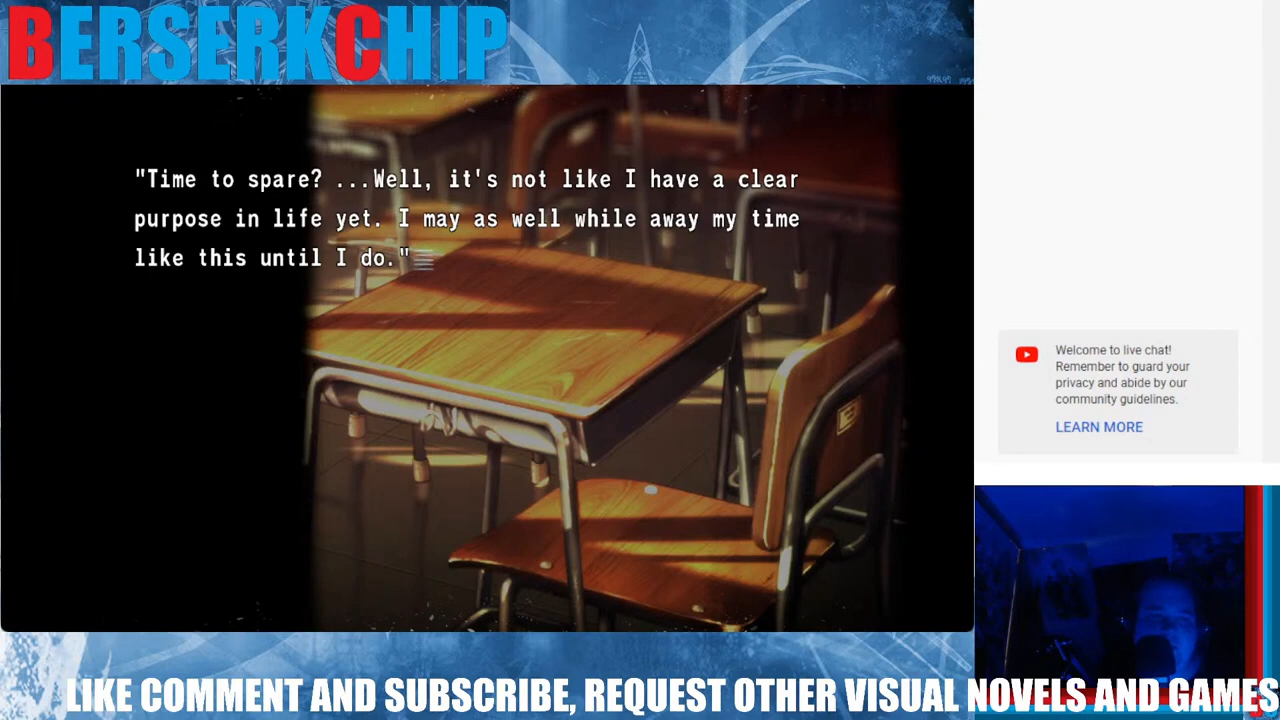 BERSERKCHIP
"Time to spare? ...Well, it's not like I have a clear
purpose in life yet. I may as well while away my time
like this until I do."
Welcome to live chat!
Remember to guard your
privacy and abide by our
community guidelines.
LEARN MORE
LIKE COMMENT AND SUBSCRIBE, REQUEST OTHER VISUAL NOVELS AND GAMES